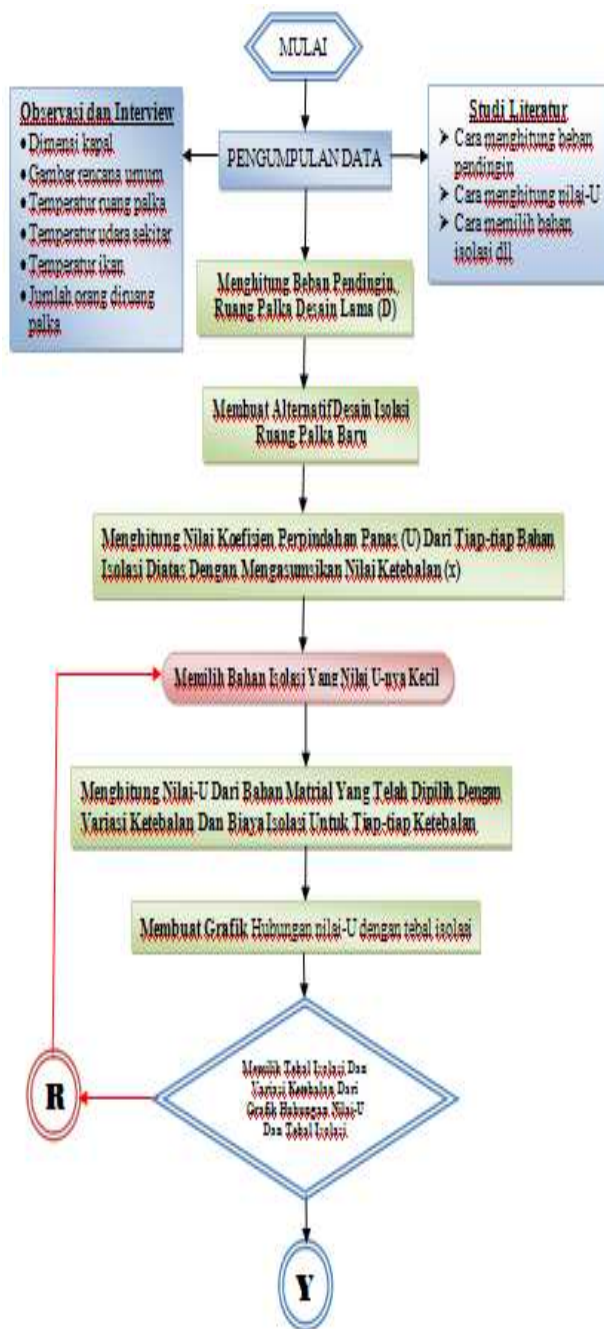 MULAI
Observasi dan Interview
• Dimensi kapal
• Gambar rencana umum
• Temperatur ruang palka
• Temperatur udara sekitar
• Temperatur ikan
• Jumlah orang diruang
palka
PENGUMPULAN DATA
Studi Literatur
➤ Cara menghitung beban
pendingin
➤ Cara menghitung nilai-U
➤ Cara memilih bahan
isolasi dll
Menghitung Beban Pendingin,
Ruang Palka Desain Lama (D)
Membuat Alternatif Desain Isolasi
Ruang Palka Baru
Menghitung Nilai Koefisien Perpindahan Panas (U) Dari Tiap-tiap Bahan
Isolasi Diatas Dengan Mengasumsikan Nilai Ketebalan (x)
Memilih Bahan Isolasi Yang Nilai U-nya Kecil
Menghitung Nilai-U Dari Bahan Matrial Yang Telah Dipilih Dengan
Variasi Ketebalan Dan Biaya Isolasi Untuk Tiap-tiap Ketebalan
Membuat Grafik Hubungan nilai-U dengan tebal isolasi
Memilih Tebal Isolasi Dan
Variasi Ketebalan Dari
Grafik Hubungan Nilai-U
Dan Tebal Isolasi
R
Y